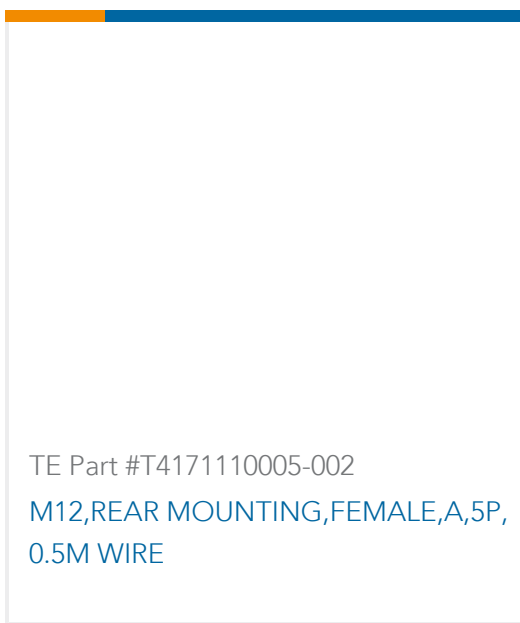 TE Part #T4171110005-002
M12,REAR MOUNTING,FEMALE,A,5P,
0.5M WIRE